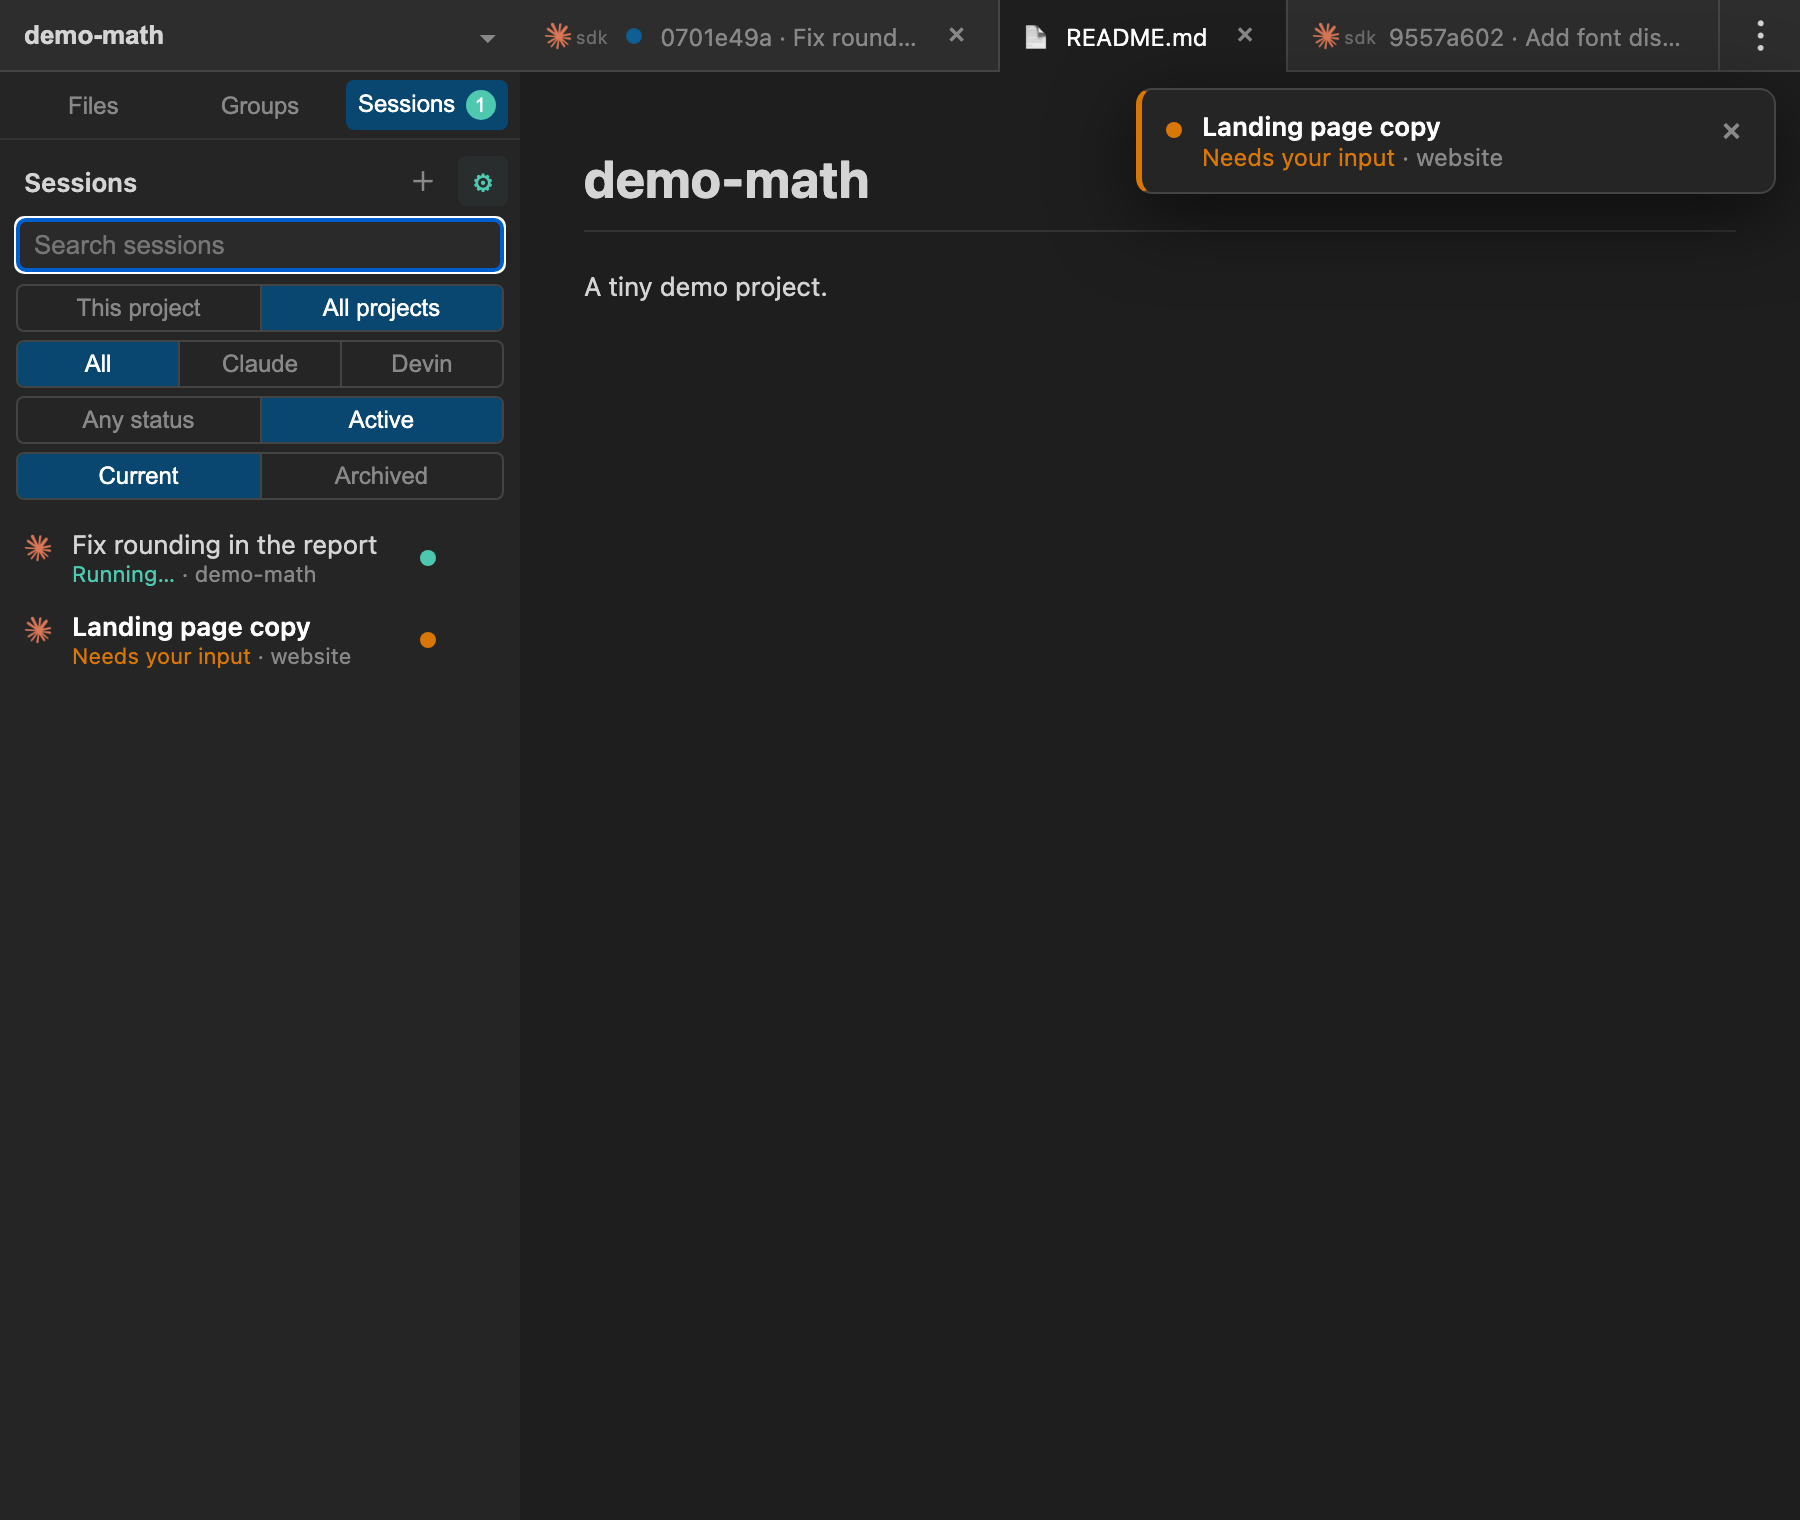 demo-math
sdk 0701e49a · Fix round...
README.md
sdk 9557a602 · Add font dis...
Files
Groups
Sessions 1
Sessions
Search sessions
This project
All projects
All
Claude
Devin
Any status
Active
Current
Archived
Fix rounding in the report
Running... · demo-math
Landing page copy
Needs your input · website
demo-math
A tiny demo project.
Landing page copy
Needs your input · website